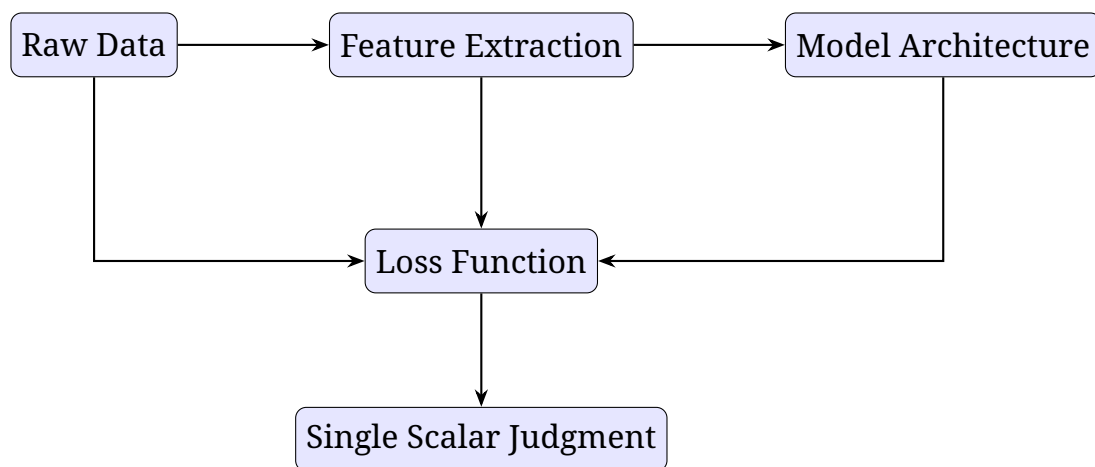 Raw Data
Feature Extraction
Model Architecture
Loss Function
Single Scalar Judgment